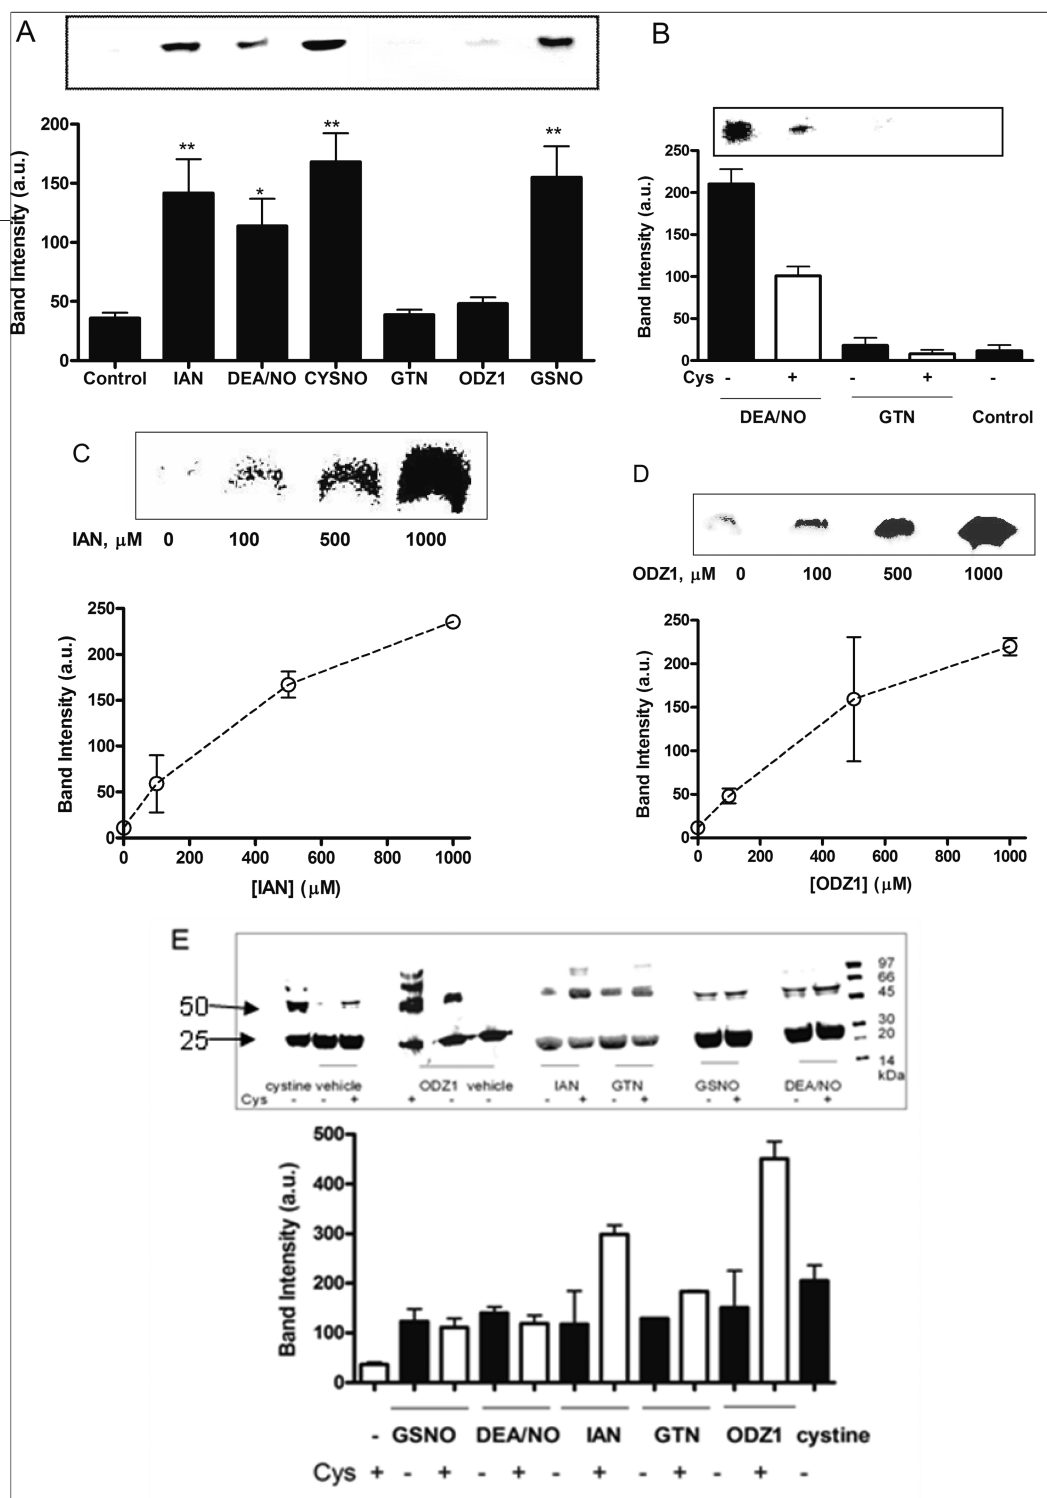 A
200
150
100
50
0
Band Intensity (a.u.)
** * ** **
Control IAN DEA/NO CYSNO GTN ODZ1 GSNO
B
250
200
150
100
50
0
Band Intensity (a.u.)
Cys - + - + -
DEA/NO GTN Control
C
IAN, μM 0 100 500 1000
250
200
150
100
50
0
Band Intensity (a.u.)
0 200 400 600 800 1000
[IAN] (μM)
D
ODZ1, μM 0 100 500 1000
250
200
150
100
50
0
Band Intensity (a.u.)
0 200 400 600 800 1000
[ODZ1] (μM)
E
50
25
97
66
45
30
20
14
kDa
cystine vehicle ODZ1 vehicle IAN GTN GSNO DEA/NO
Cys - - + + - - - + - + - + - +
500
400
300
200
100
0
Band Intensity (a.u.)
- GSNO DEA/NO IAN GTN ODZ1 cystine
Cys + - + - + - + - + - + -